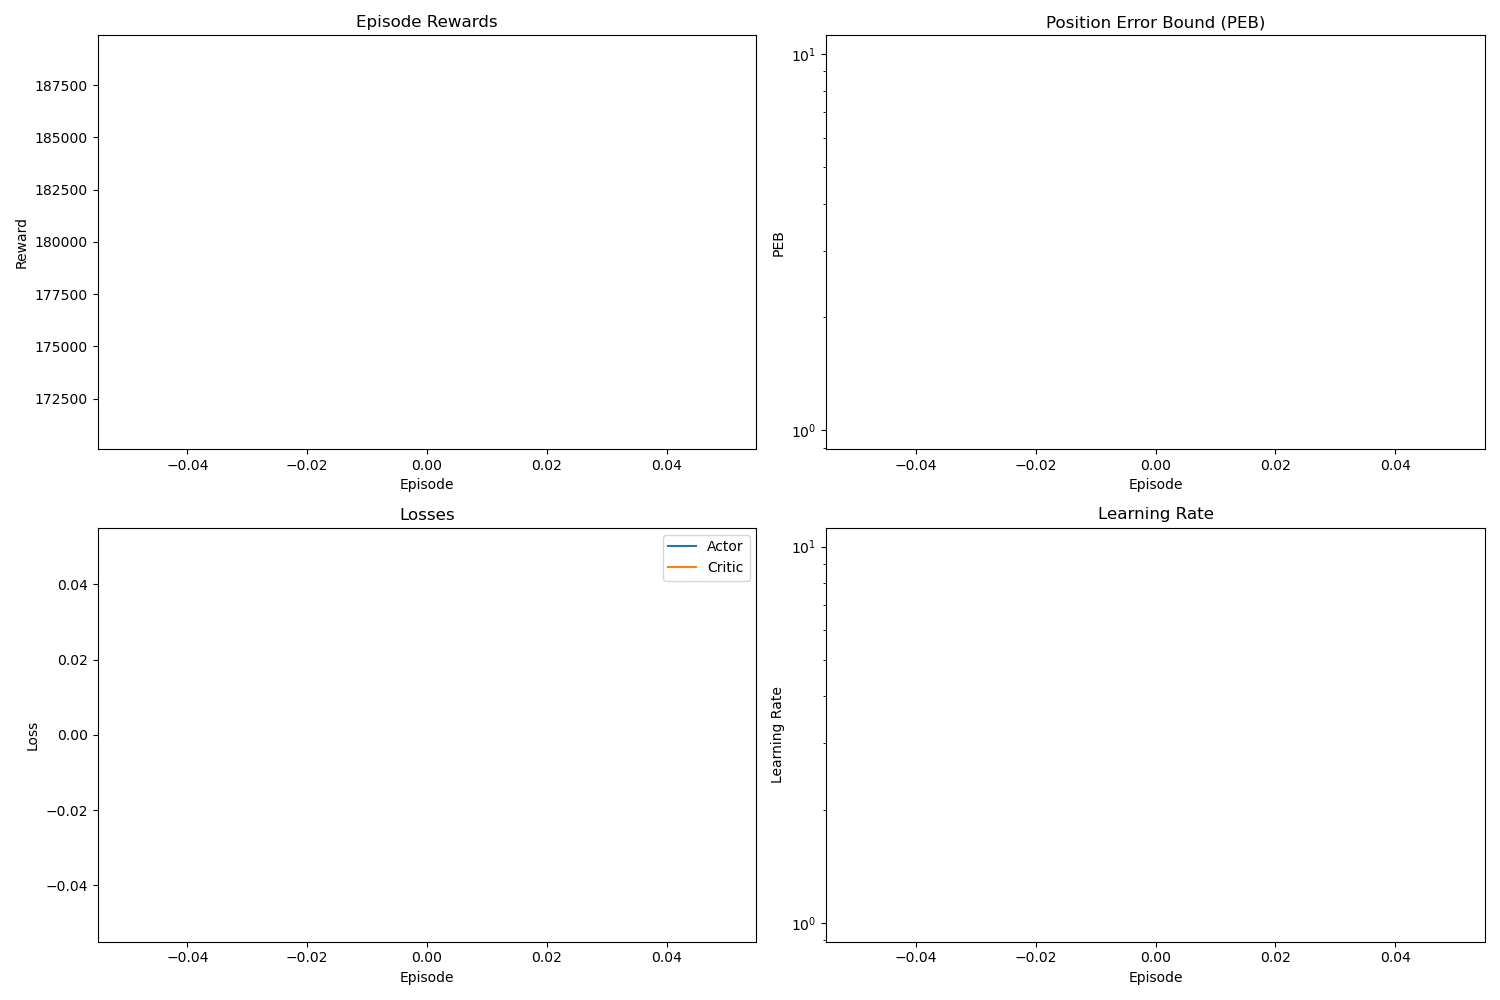 Episode Rewards
Reward
187500
185000
182500
180000
177500
175000
172500
−0.04 −0.02 0.00 0.02 0.04
Episode
Position Error Bound (PEB)
PEB
10¹
10⁰
−0.04 −0.02 0.00 0.02 0.04
Episode
Losses
Actor
Critic
Loss
0.04
0.02
0.00
−0.02
−0.04
−0.04 −0.02 0.00 0.02 0.04
Episode
Learning Rate
Learning Rate
10¹
10⁰
−0.04 −0.02 0.00 0.02 0.04
Episode